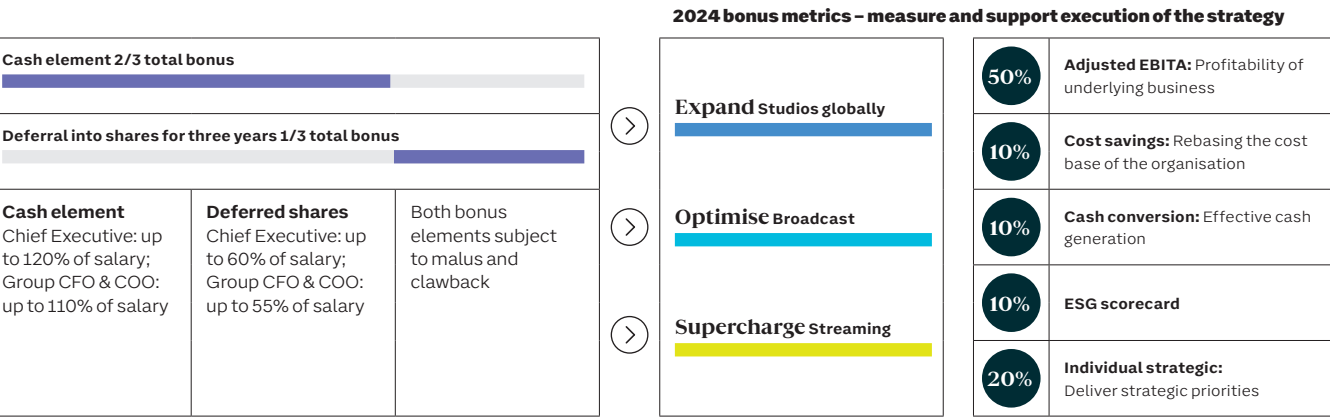 2024 bonus metrics – measure and support execution of the strategy
Cash element 2/3 total bonus
Deferral into shares for three years 1/3 total bonus
Cash element
Chief Executive: up
to 120% of salary;
Group CFO & COO:
up to 110% of salary
Deferred shares
Chief Executive: up
to 60% of salary;
Group CFO & COO:
up to 55% of salary
Both bonus
elements subject
to malus and
clawback
Expand Studios globally
Optimise Broadcast
Supercharge Streaming
50%
Adjusted EBITA: Profitability of
underlying business
10%
Cost savings: Rebasing the cost
base of the organisation
10%
Cash conversion: Effective cash
generation
10%
ESG scorecard
20%
Individual strategic:
Deliver strategic priorities